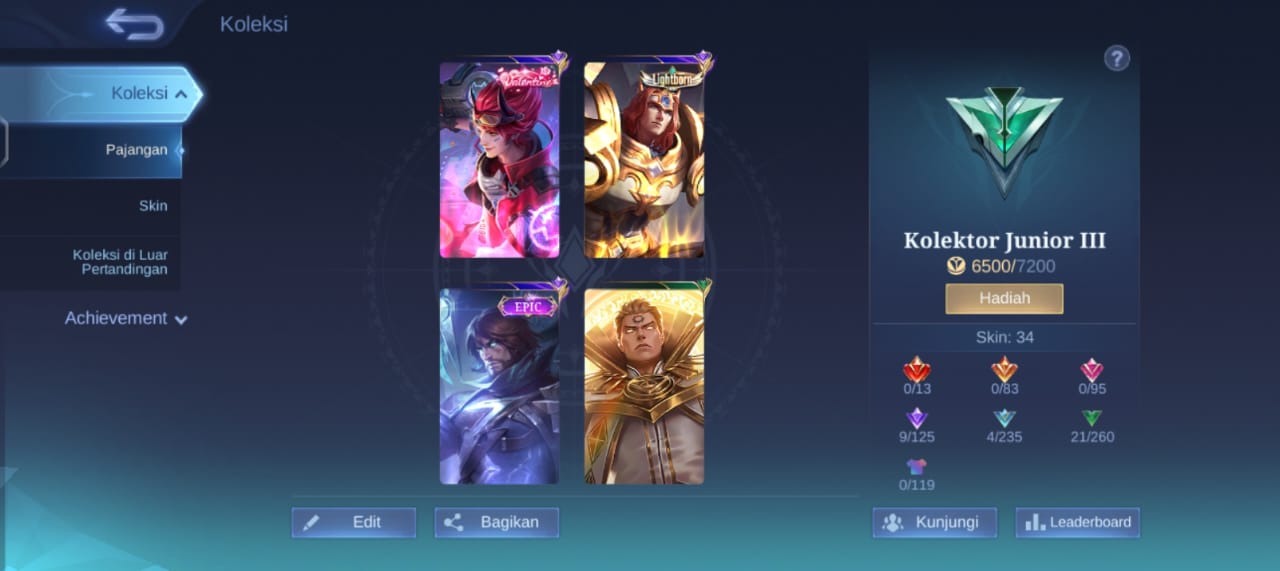 Koleksi
Koleksi
Pajangan
Skin
Koleksi di Luar
Pertandingan
Achievement
Valentine
Lightborn
EPIC
Edit
Bagikan
?
Kolektor Junior III
6500/7200
Hadiah
Skin: 34
0/13
0/83
0/95
9/125
4/235
21/260
0/119
Kunjungi
Leaderboard